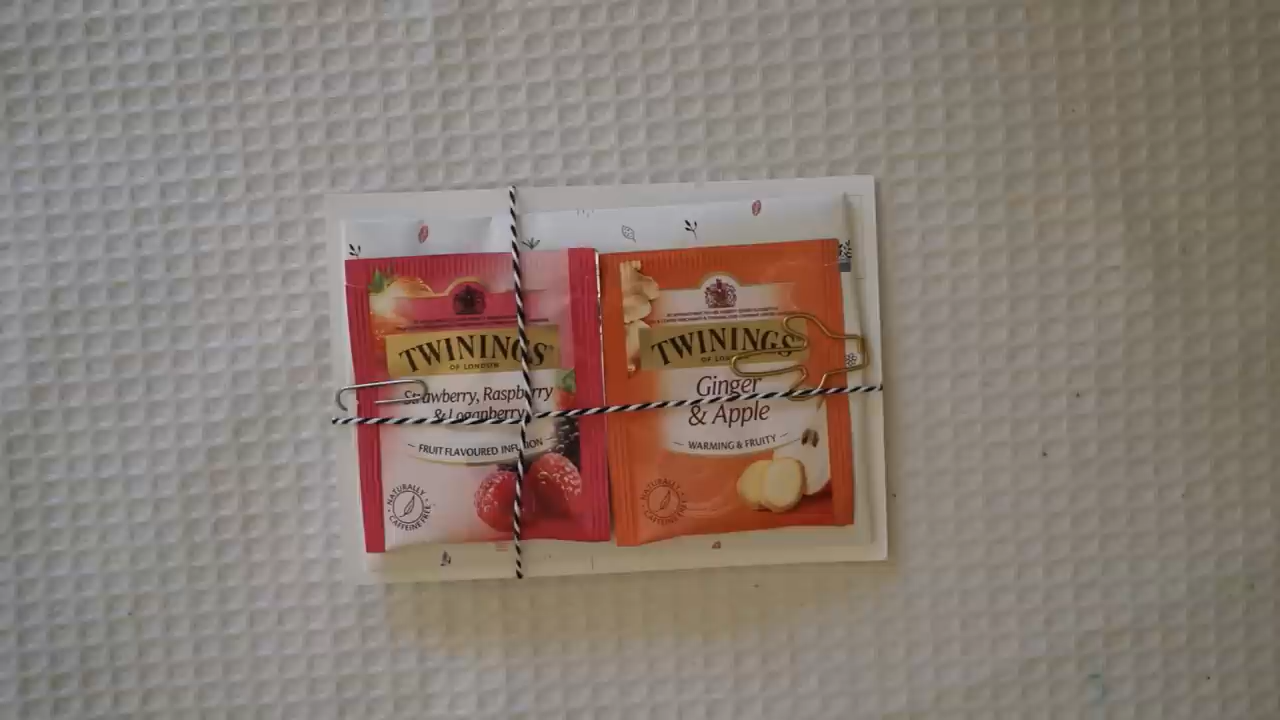 TWININGS
OF LONDON
Strawberry, Raspberry
& Loganberry
FRUIT FLAVOURED INFUSION
NATURALLY
CAFFEINE FREE
TWININGS
OF LONDON
Ginger
& Apple
WARMING & FRUITY
NATURALLY
CAFFEINE FREE